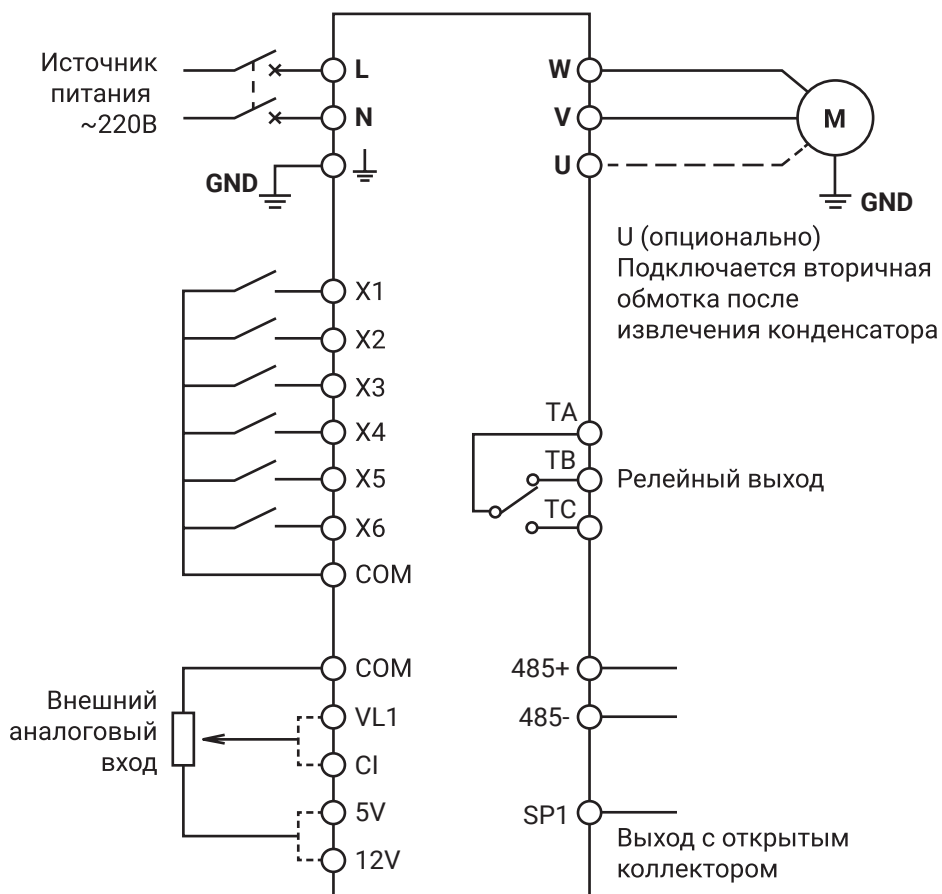 Источник
питания
~220В
L
N
GND
W
V
U
M
GND
U (опционально)
Подключается вторичная
обмотка после
извлечения конденсатора
X1
X2
X3
X4
X5
X6
COM
TA
TB
TC
Релейный выход
Внешний
аналоговый
вход
COM
VL1
CI
5V
12V
485+
485-
SP1
Выход с открытым
коллектором